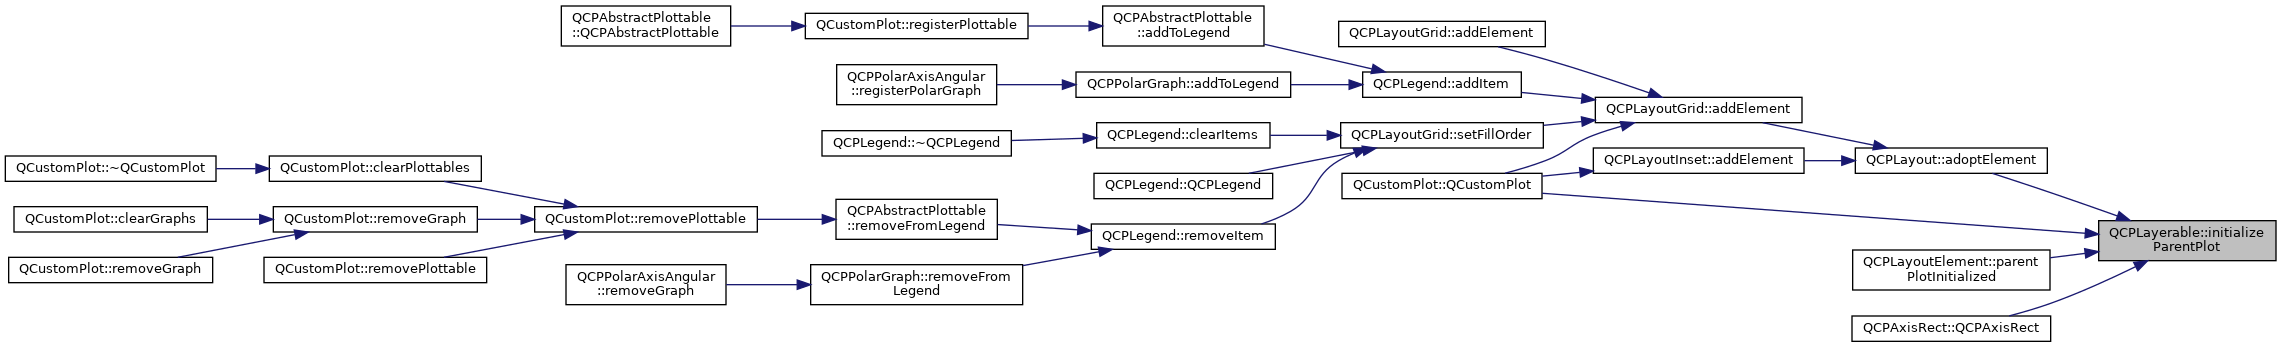 QCPAbstractPlottable
::QCPAbstractPlottable
QCustomPlot::registerPlottable
QCPAbstractPlottable
::addToLegend
QCPLayoutGrid::addElement
QCPPolarAxisAngular
::registerPolarGraph
QCPPolarGraph::addToLegend
QCPLegend::addItem
QCPLayoutGrid::addElement
QCPLegend::~QCPLegend
QCPLegend::clearItems
QCPLayoutGrid::setFillOrder
QCustomPlot::~QCustomPlot
QCustomPlot::clearPlottables
QCPLegend::QCPLegend
QCustomPlot::QCustomPlot
QCPLayoutInset::addElement
QCPLayout::adoptElement
QCustomPlot::clearGraphs
QCustomPlot::removeGraph
QCustomPlot::removePlottable
QCPAbstractPlottable
::removeFromLegend
QCPLegend::removeItem
QCPLayerable::initialize
ParentPlot
QCustomPlot::removeGraph
QCustomPlot::removePlottable
QCPPolarAxisAngular
::removeGraph
QCPPolarGraph::removeFrom
Legend
QCPLayoutElement::parent
PlotInitialized
QCPAxisRect::QCPAxisRect